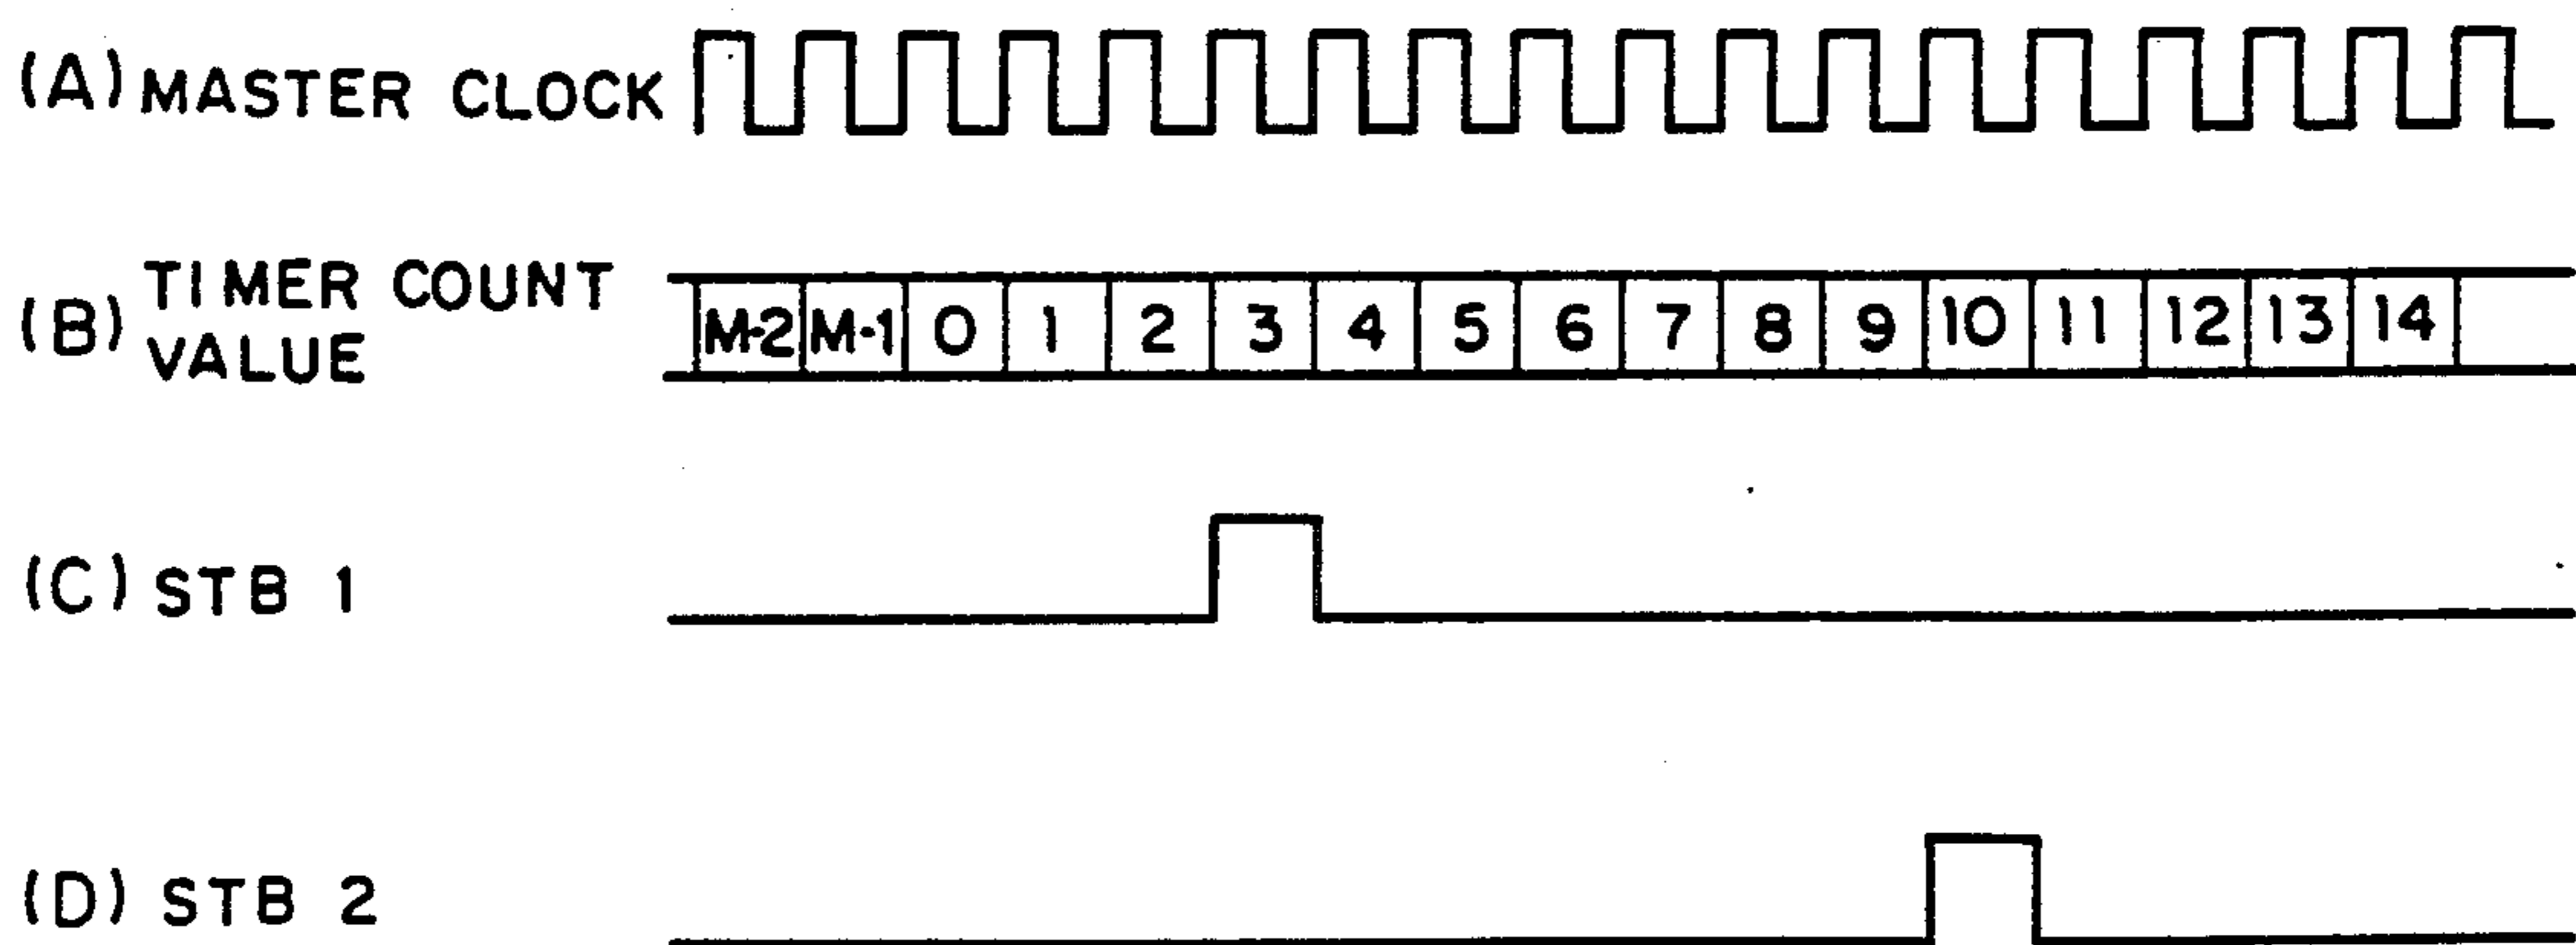 (A) MASTER CLOCK
(B) TIMER COUNT
VALUE
M-2 M-1 0 1 2 3 4 5 6 7 8 9 10 11 12 13 14
(C) STB 1
(D) STB 2